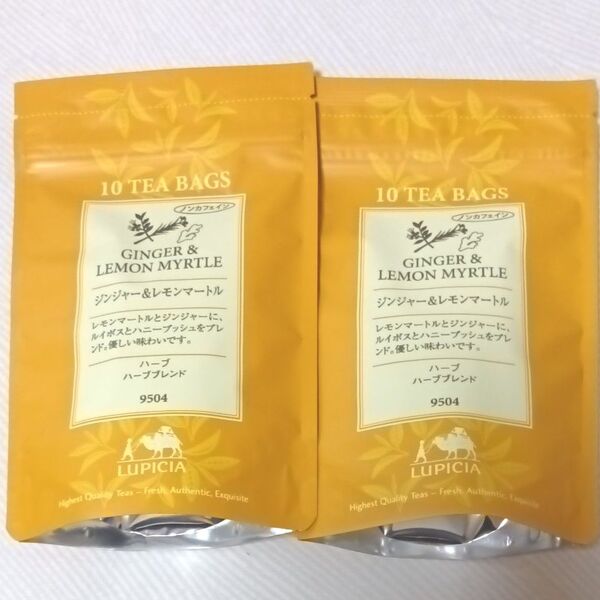 10 TEA BAGS
ノンカフェイン
GINGER &
LEMON MYRTLE
ジンジャー&レモンマートル
レモンマートルとジンジャーに、
ルイボスとハニーブッシュをブレ
ンド。優しい味わいです。
ハーブ
ハーブブレンド
9504
LUPICIA
Highest Quality Teas – Fresh, Authentic, Exquisite
10 TEA BAGS
ノンカフェイン
GINGER &
LEMON MYRTLE
ジンジャー&レモンマートル
レモンマートルとジンジャーに、
ルイボスとハニーブッシュをブレ
ンド。優しい味わいです。
ハーブ
ハーブブレンド
9504
LUPICIA
Highest Quality Teas – Fresh, Authentic, Exquisite